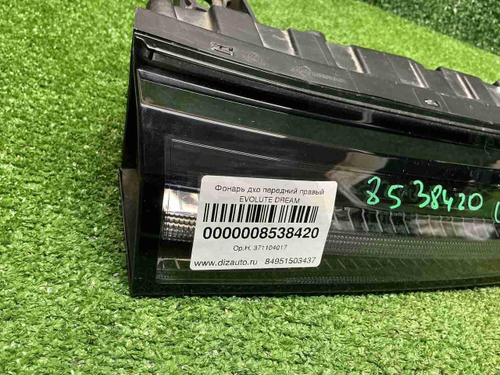 Фонарь дхо передний правый
EVOLUTE DREAM
0000008538420
Ор.Н. 371104017
www.dizauto.ru 84951503437
8538420